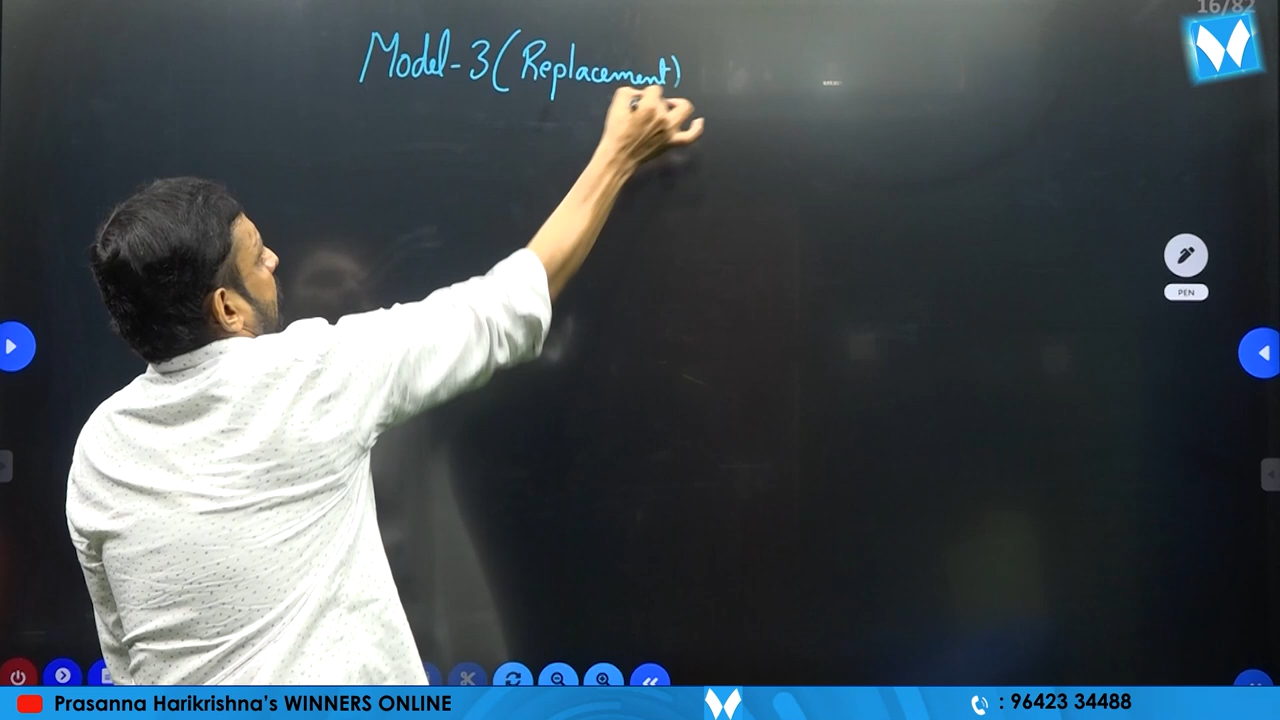 16/82
Model-3 (Replacement)
PEN
Prasanna Harikrishna's WINNERS ONLINE
: 96423 34488